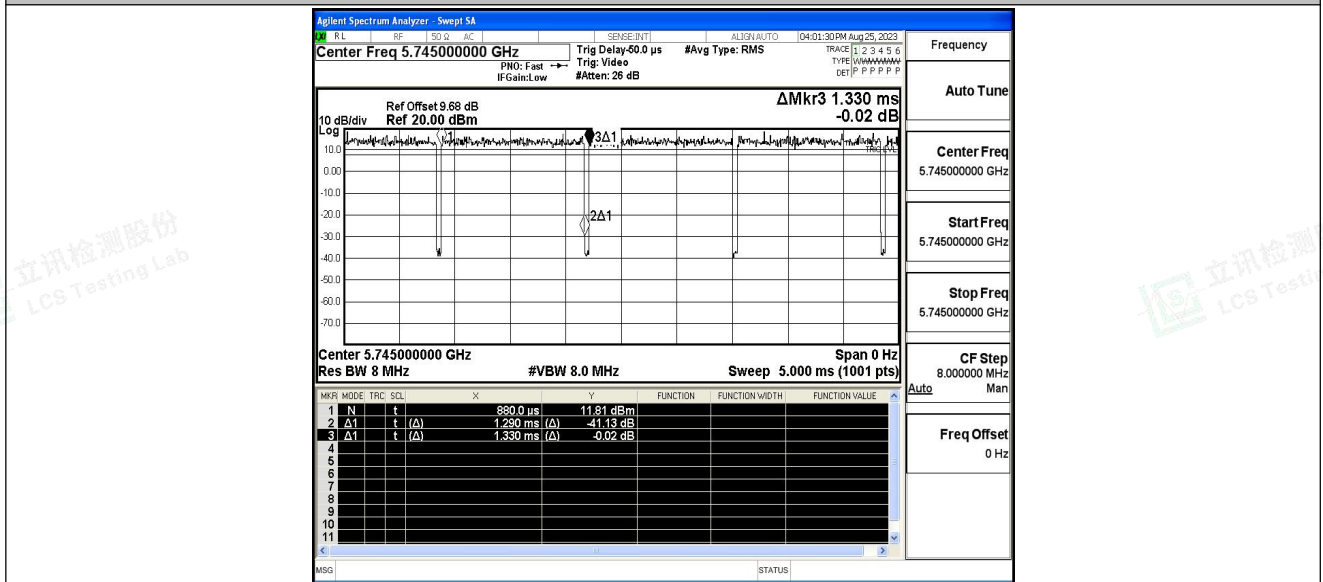 Agilent Spectrum Analyzer - Swept SA
RL RF 50 Ω AC SENSE:INT ALIGN AUTO 04:01:30 PM Aug 25, 2023
Center Freq 5.745000000 GHz
PNO: Fast
IFGain:Low
Trig Delay-50.0 µs
Trig: Video
#Atten: 26 dB
#Avg Type: RMS
TRACE 1 2 3 4 5 6
TYPE
DET P P P P P P
Frequency
Ref Offset 9.68 dB
10 dB/div Ref 20.00 dBm
ΔMkr3 1.330 ms
-0.02 dB
Log
1
3Δ1
2Δ1
TRIG LVL
10.0
0.00
-10.0
-20.0
-30.0
-40.0
-50.0
-60.0
-70.0
Center 5.745000000 GHz Span 0 Hz
Res BW 8 MHz #VBW 8.0 MHz Sweep 5.000 ms (1001 pts)
MKR MODE TRC SCL X Y FUNCTION FUNCTION WIDTH FUNCTION VALUE
1 N t 880.0 µs 11.81 dBm
2 Δ1 t (Δ) 1.290 ms (Δ) -41.13 dB
3 Δ1 t (Δ) 1.330 ms (Δ) -0.02 dB
4
5
6
7
8
9
10
11
MSG STATUS
Auto Tune
Center Freq
5.745000000 GHz
Start Freq
5.745000000 GHz
Stop Freq
5.745000000 GHz
CF Step
8.000000 MHz
Auto Man
Freq Offset
0 Hz
立讯检测股份
LCS Testing Lab
立讯检测
LCS Testi